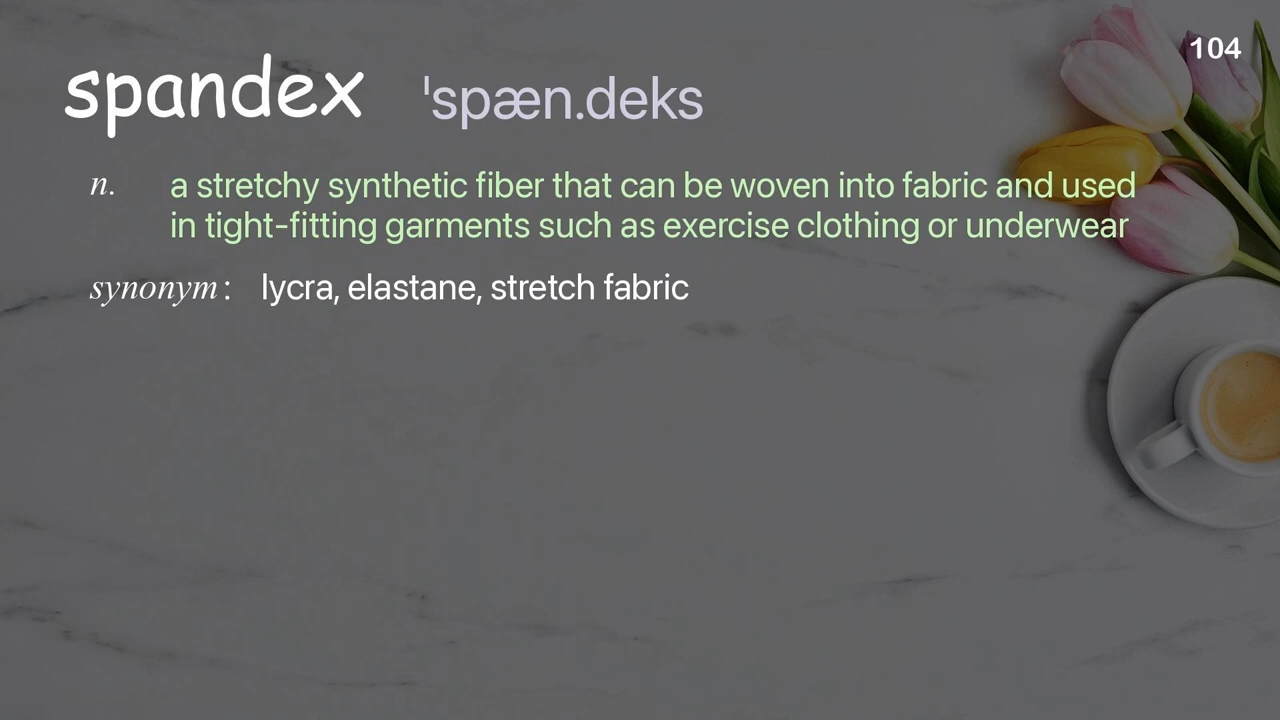 104
spandex ˈspæn.deks
n. a stretchy synthetic fiber that can be woven into fabric and used
in tight-fitting garments such as exercise clothing or underwear
synonym: lycra, elastane, stretch fabric